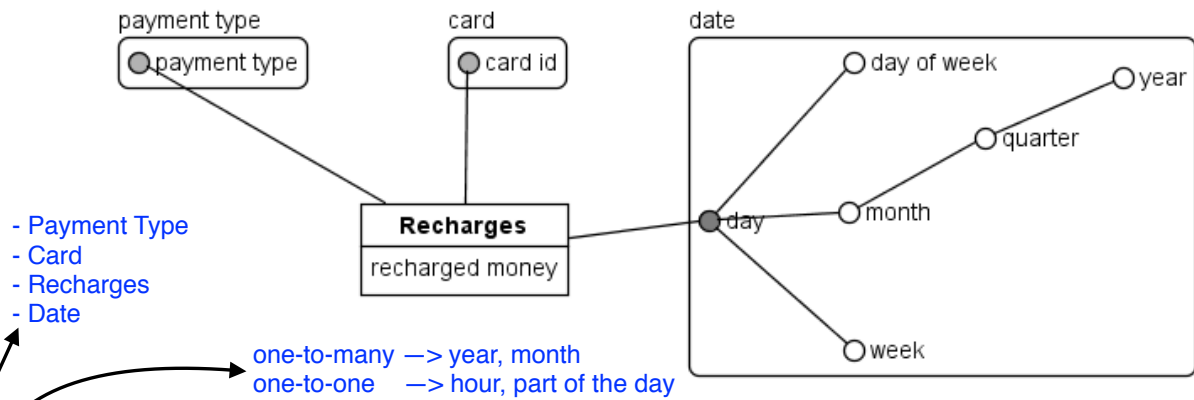 payment type
card
date
payment type
card id
day of week
year
quarter
month
day
week
Recharges
recharged money
- Payment Type
- Card
- Recharges
- Date
one-to-many —> year, month
one-to-one —> hour, part of the day